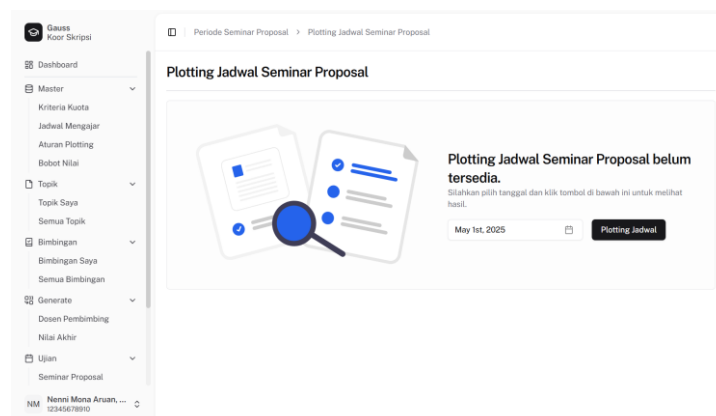 Gauss
Koor Skripsi
Dashboard
Master
Kriteria Kuota
Jadwal Mengajar
Aturan Plotting
Bobot Nilai
Topik
Topik Saya
Semua Topik
Bimbingan
Bimbingan Saya
Semua Bimbingan
Generate
Dosen Pembimbing
Nilai Akhir
Ujian
Seminar Proposal
NM
Nenni Mona Aruan, ...
12345678910
Periode Seminar Proposal > Plotting Jadwal Seminar Proposal
Plotting Jadwal Seminar Proposal
Plotting Jadwal Seminar Proposal belum
tersedia.
Silahkan pilih tanggal dan klik tombol di bawah ini untuk melihat
hasil.
May 1st, 2025
Plotting Jadwal